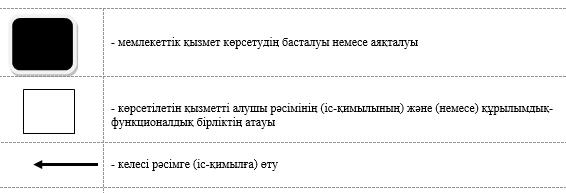 - мемлекеттік қызмет көрсетудің басталуы немесе аяқталуы
- көрсетілетін қызметті алушы рәсімінің (іс-қимылының) және (немесе) құрылымдық-
функционалдық бірліктің атауы
- келесі рәсімге (іс-қимылға) өту